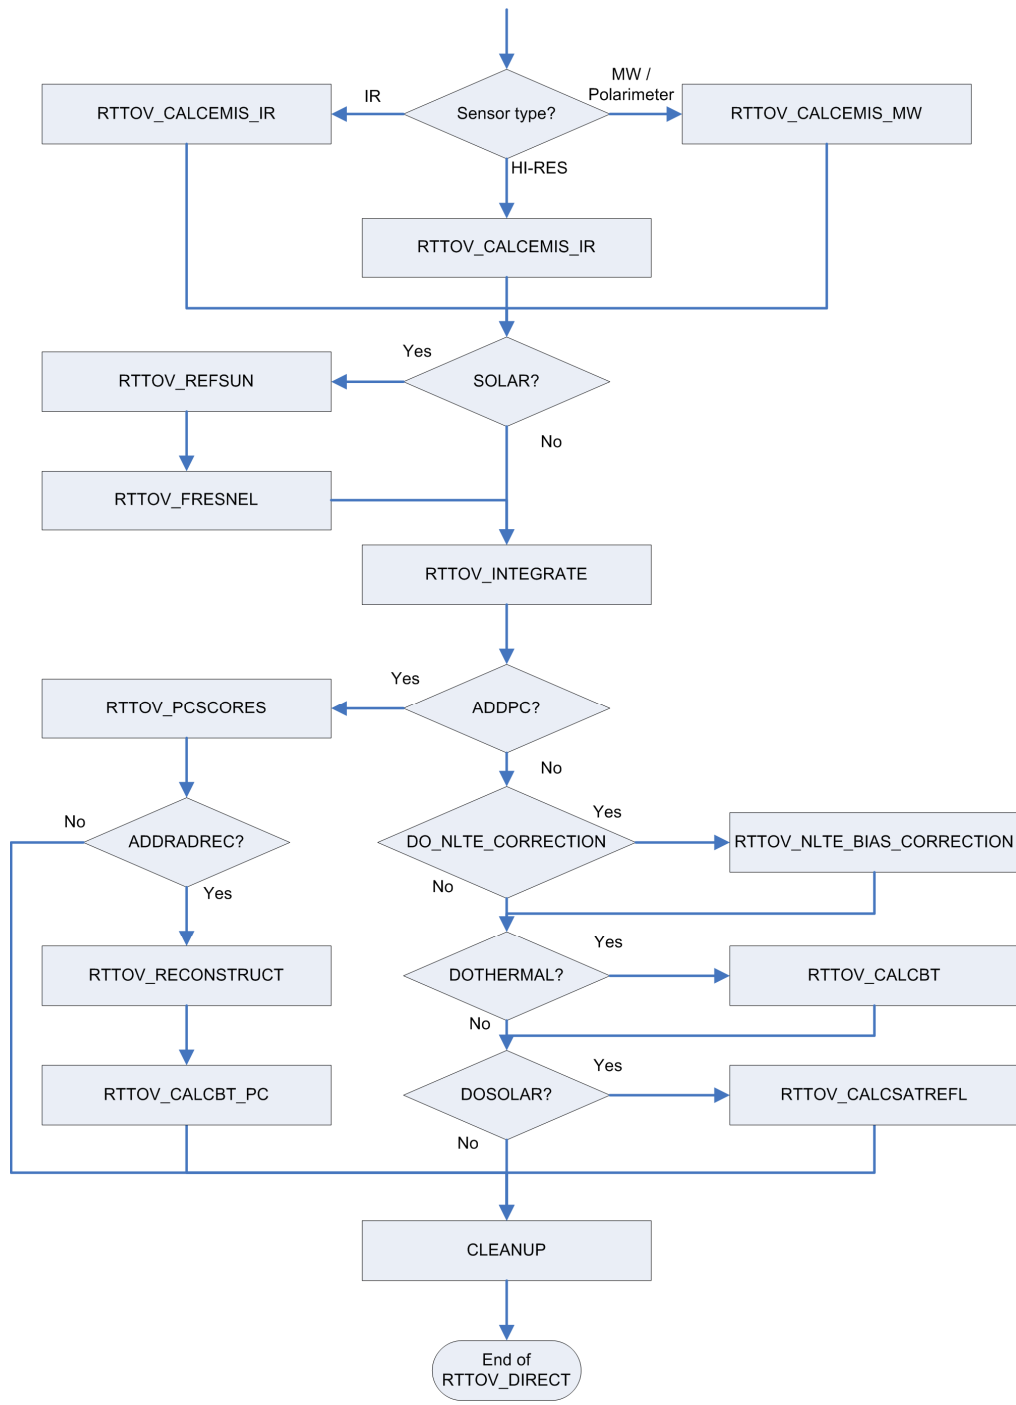 MW /
Polarimeter
IR
RTTOV_CALCEMIS_IR
Sensor type?
RTTOV_CALCEMIS_MW
HI-RES
RTTOV_CALCEMIS_IR
Yes
RTTOV_REFSUN
SOLAR?
No
RTTOV_FRESNEL
RTTOV_INTEGRATE
Yes
RTTOV_PCSCORES
ADDPC?
No
Yes
No
ADDRADREC?
DO_NLTE_CORRECTION
RTTOV_NLTE_BIAS_CORRECTION
No
Yes
Yes
RTTOV_RECONSTRUCT
DOTHERMAL?
RTTOV_CALCBT
No
Yes
RTTOV_CALCBT_PC
DOSOLAR?
RTTOV_CALCSATREFL
No
CLEANUP
End of
RTTOV_DIRECT